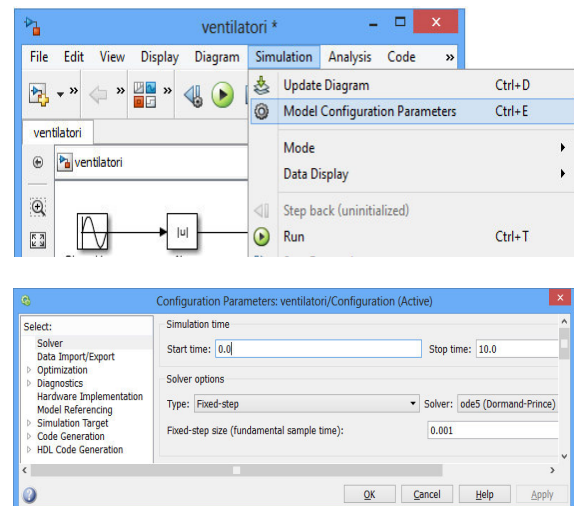 ventilatori *
File Edit View Display Diagram Simulation Analysis Code »
» » »
Update Diagram Ctrl+D
Model Configuration Parameters Ctrl+E
ventilatori
ventilatori
Mode
Data Display
|u|
Step back (uninitialized)
Run Ctrl+T
Configuration Parameters: ventilatori/Configuration (Active)
Select:
Solver
Data Import/Export
Optimization
Diagnostics
Hardware Implementation
Model Referencing
Simulation Target
Code Generation
HDL Code Generation
Simulation time
Start time: 0.0 Stop time: 10.0
Solver options
Type: Fixed-step Solver: ode5 (Dormand-Prince)
Fixed-step size (fundamental sample time): 0.001
OK Cancel Help Apply